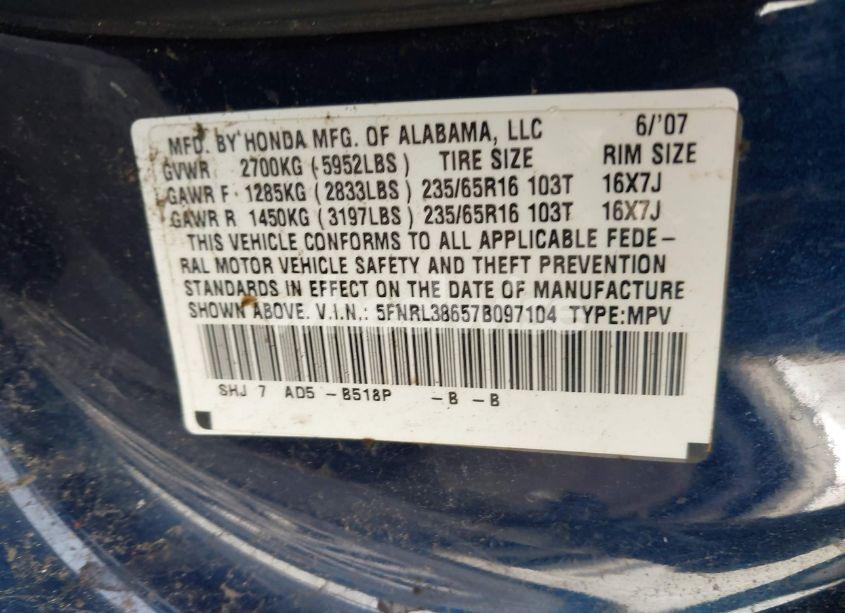 MFD. BY HONDA MFG. OF ALABAMA, LLC 6/'07
GVWR 2700KG (5952LBS) TIRE SIZE RIM SIZE
GAWR F 1285KG (2833LBS) 235/65R16 103T 16X7J
GAWR R 1450KG (3197LBS) 235/65R16 103T 16X7J
THIS VEHICLE CONFORMS TO ALL APPLICABLE FEDE-
RAL MOTOR VEHICLE SAFETY AND THEFT PREVENTION
STANDARDS IN EFFECT ON THE DATE OF MANUFACTURE
SHOWN ABOVE. V.I.N.: 5FNRL38657B097104 TYPE:MPV
SHJ 7 AD5 -B518P -B -B